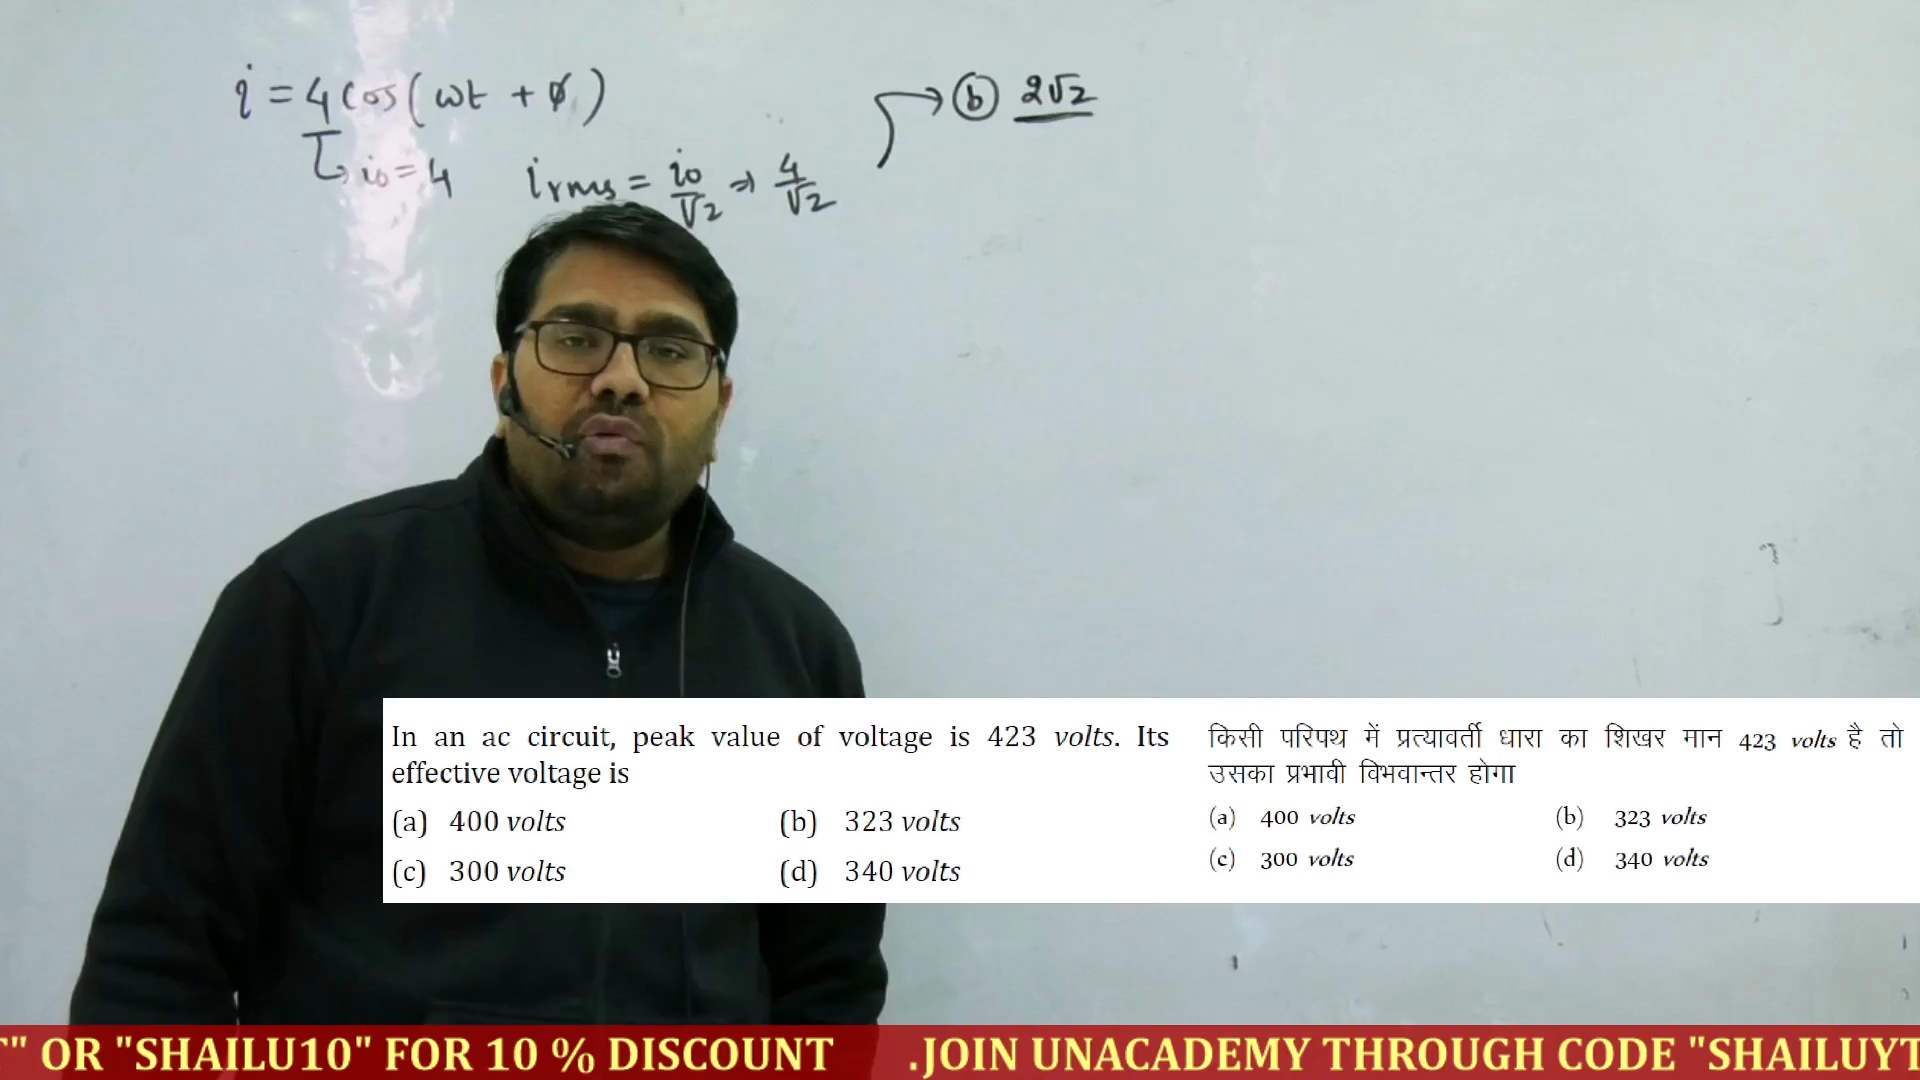 i = 4 cos ( ωt + ϕ )
→ (b) 2√2
↳ i₀ = 4
i rms = i₀/√2 ⇒ 4/√2
In an ac circuit, peak value of voltage is 423 volts. Its
effective voltage is
(a) 400 volts (b) 323 volts
(c) 300 volts (d) 340 volts
किसी परिपथ में प्रत्यावर्ती धारा का शिखर मान 423 volts है तो
उसका प्रभावी विभवान्तर होगा
(a) 400 volts (b) 323 volts
(c) 300 volts (d) 340 volts
" OR "SHAILU10" FOR 10 % DISCOUNT .JOIN UNACADEMY THROUGH CODE "SHAILUYT